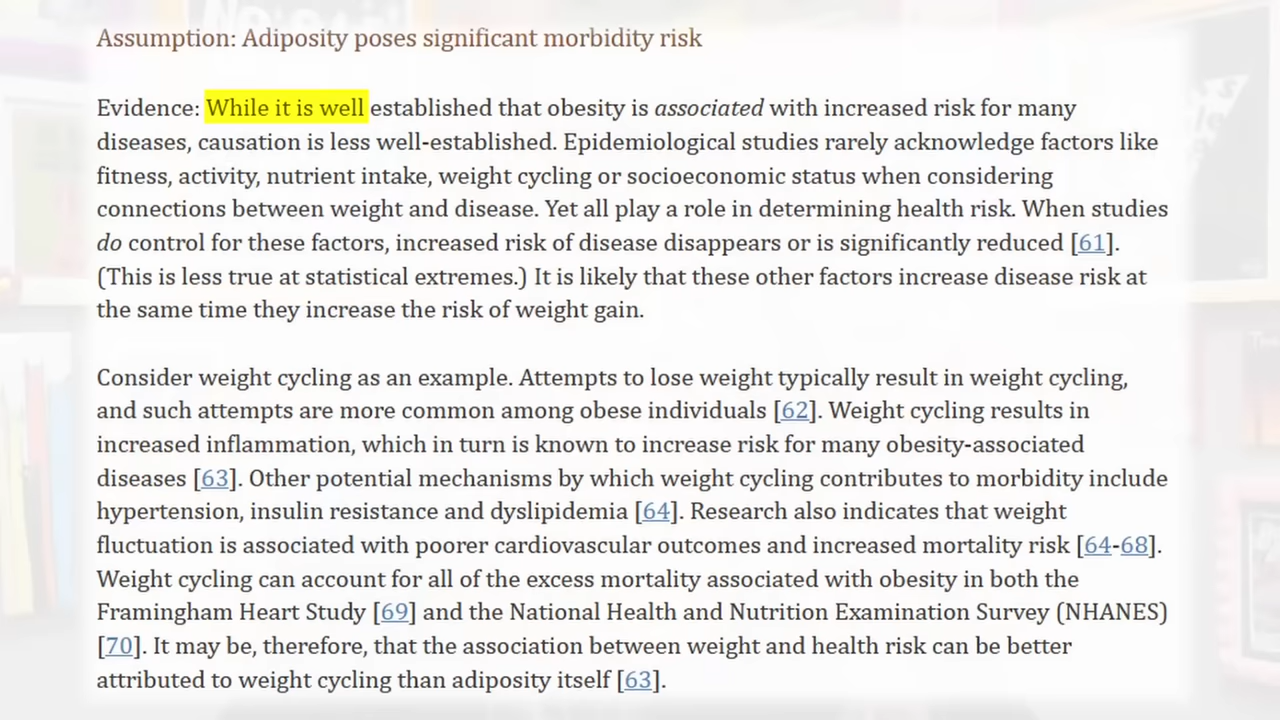 Assumption: Adiposity poses significant morbidity risk
Evidence: While it is well established that obesity is associated with increased risk for many
diseases, causation is less well-established. Epidemiological studies rarely acknowledge factors like
fitness, activity, nutrient intake, weight cycling or socioeconomic status when considering
connections between weight and disease. Yet all play a role in determining health risk. When studies
do control for these factors, increased risk of disease disappears or is significantly reduced [61].
(This is less true at statistical extremes.) It is likely that these other factors increase disease risk at
the same time they increase the risk of weight gain.
Consider weight cycling as an example. Attempts to lose weight typically result in weight cycling,
and such attempts are more common among obese individuals [62]. Weight cycling results in
increased inflammation, which in turn is known to increase risk for many obesity-associated
diseases [63]. Other potential mechanisms by which weight cycling contributes to morbidity include
hypertension, insulin resistance and dyslipidemia [64]. Research also indicates that weight
fluctuation is associated with poorer cardiovascular outcomes and increased mortality risk [64-68].
Weight cycling can account for all of the excess mortality associated with obesity in both the
Framingham Heart Study [69] and the National Health and Nutrition Examination Survey (NHANES)
[70]. It may be, therefore, that the association between weight and health risk can be better
attributed to weight cycling than adiposity itself [63].